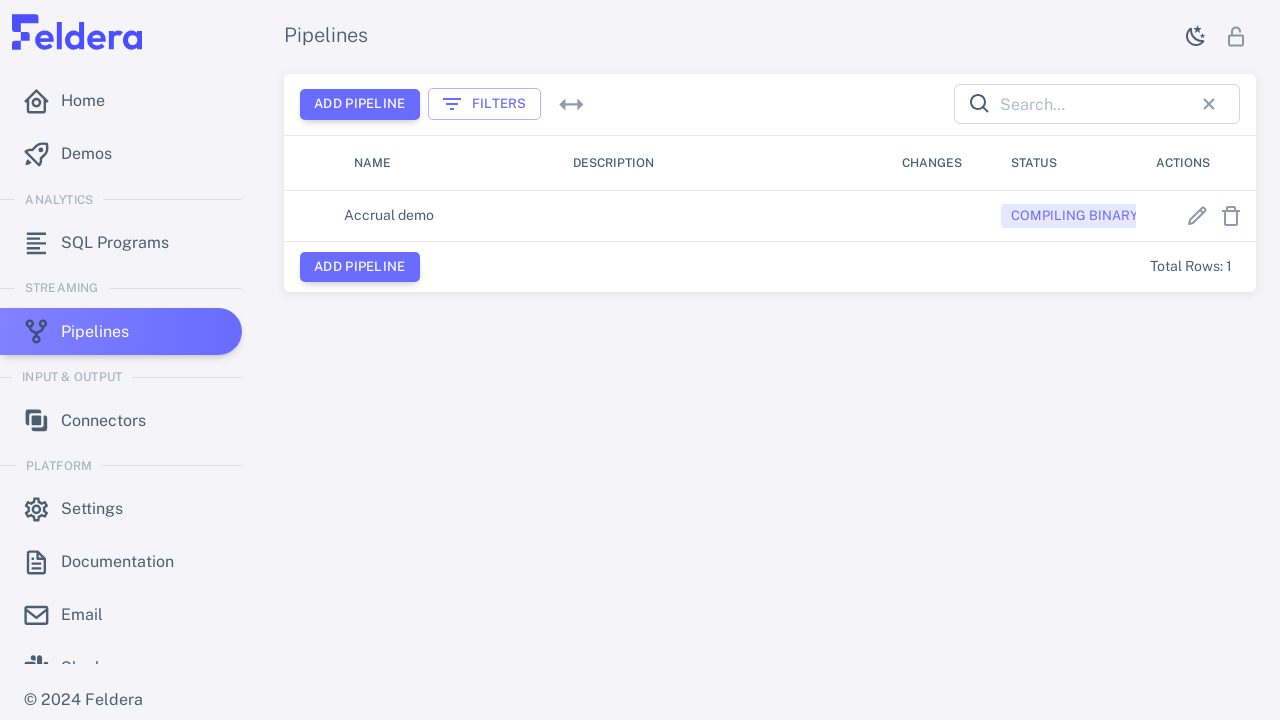 Feldera
Home
Demos
ANALYTICS
SQL Programs
STREAMING
Pipelines
INPUT & OUTPUT
Connectors
PLATFORM
Settings
Documentation
Email
© 2024 Feldera
Pipelines
ADD PIPELINE
FILTERS
Search...
NAME
DESCRIPTION
CHANGES
STATUS
ACTIONS
Accrual demo
COMPILING BINARY
ADD PIPELINE
Total Rows: 1